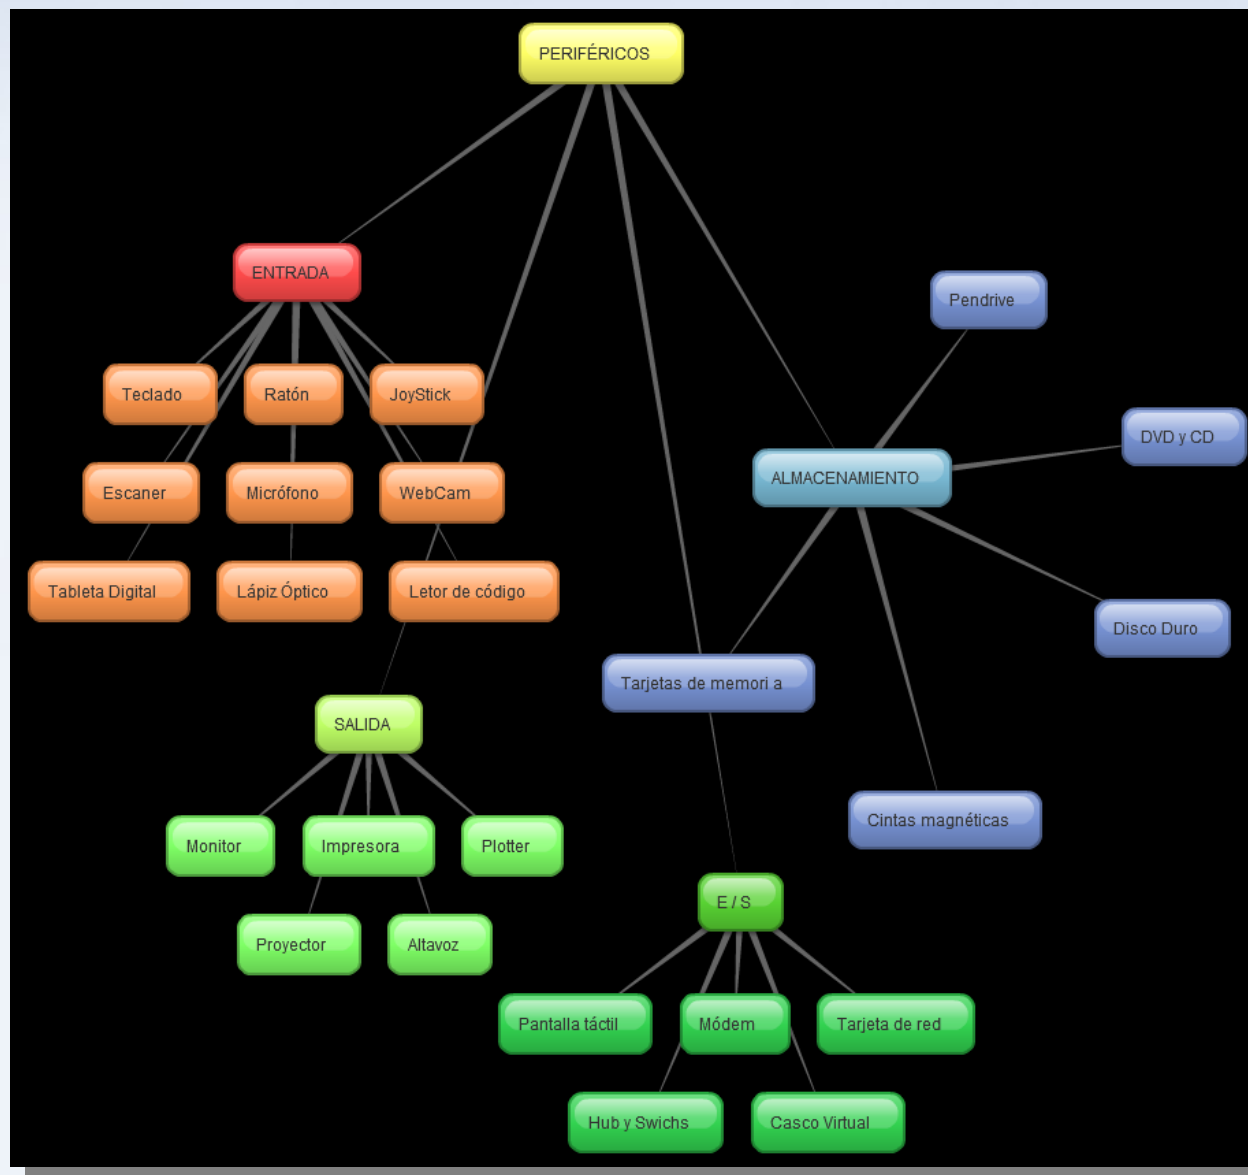 PERIFÉRICOS
ENTRADA
Pendrive
Teclado
Ratón
JoyStick
DVD y CD
ALMACENAMIENTO
Escaner
Micrófono
WebCam
Tableta Digital
Lápiz Óptico
Letor de código
Disco Duro
Tarjetas de memori a
SALIDA
Cintas magnéticas
Monitor
Impresora
Plotter
E / S
Proyector
Altavoz
Pantalla táctil
Módem
Tarjeta de red
Hub y Swichs
Casco Virtual